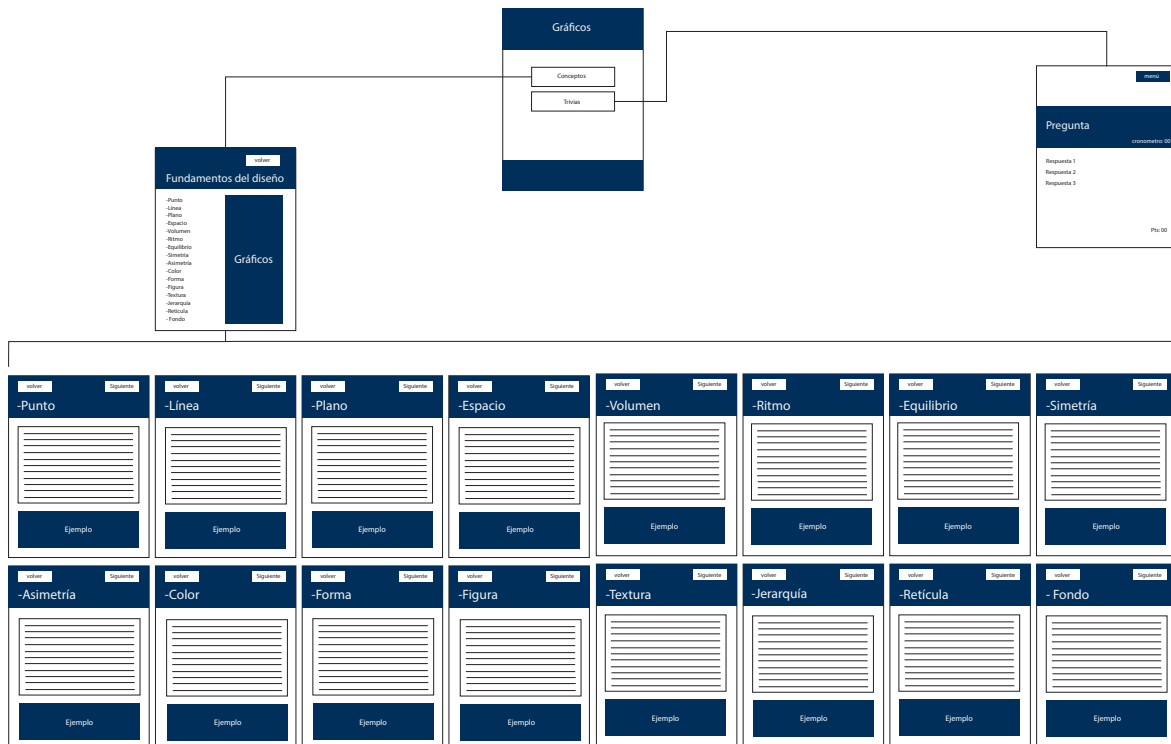 Gráficos
Conceptos
Trivias
menú
Pregunta
cronometro: 00
Respuesta 1
Respuesta 2
Respuesta 3
Pts: 00
volver
Fundamentos del diseño
-Punto
-Línea
-Plano
-Espacio
-Volumen
-Ritmo
-Equilibrio
-Simetría
-Asimetría
-Color
-Forma
-Figura
-Textura
-Jerarquía
-Retícula
- Fondo
Gráficos
volver Siguiente
-Punto
Ejemplo
volver Siguiente
-Línea
Ejemplo
volver Siguiente
-Plano
Ejemplo
volver Siguiente
-Espacio
Ejemplo
volver Siguiente
-Volumen
Ejemplo
volver Siguiente
-Ritmo
Ejemplo
volver Siguiente
-Equilibrio
Ejemplo
volver Siguiente
-Simetría
Ejemplo
volver Siguiente
-Asimetría
Ejemplo
volver Siguiente
-Color
Ejemplo
volver Siguiente
-Forma
Ejemplo
volver Siguiente
-Figura
Ejemplo
volver Siguiente
-Textura
Ejemplo
volver Siguiente
-Jerarquía
Ejemplo
volver Siguiente
-Retícula
Ejemplo
volver Siguiente
- Fondo
Ejemplo